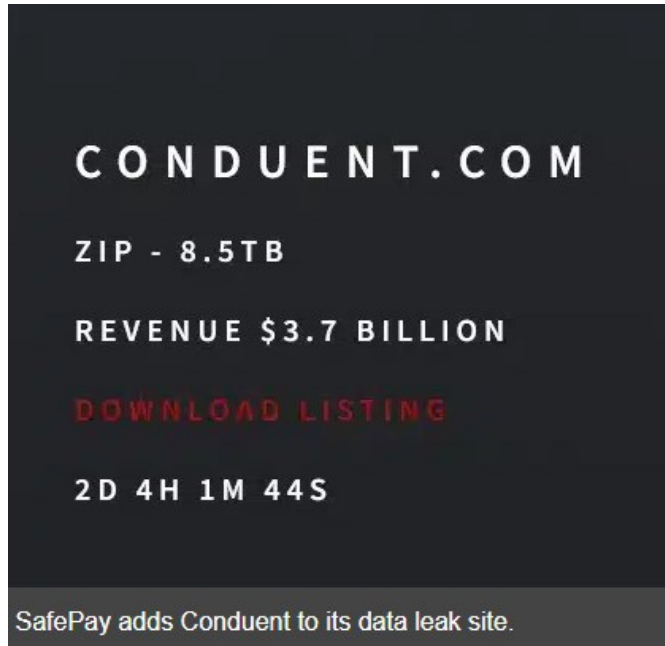 CONDUENT.COM
ZIP - 8.5TB
REVENUE $3.7 BILLION
DOWNLOAD LISTING
2D 4H 1M 44S
SafePay adds Conduent to its data leak site.